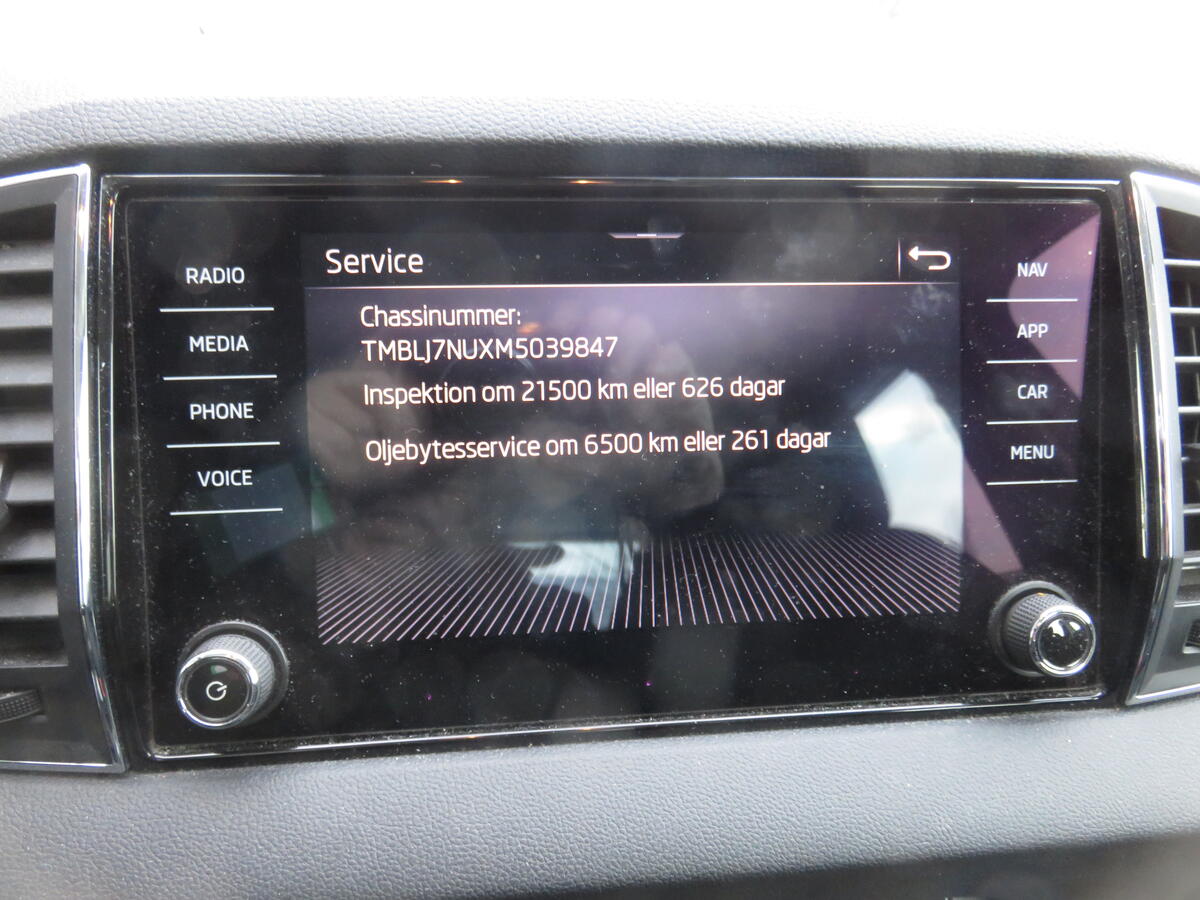 Service
Chassinummer:
TMBLJ7NUXM5039847
Inspektion om 21500 km eller 626 dagar
Oljebytesservice om 6500 km eller 261 dagar
RADIO
MEDIA
PHONE
VOICE
NAV
APP
CAR
MENU